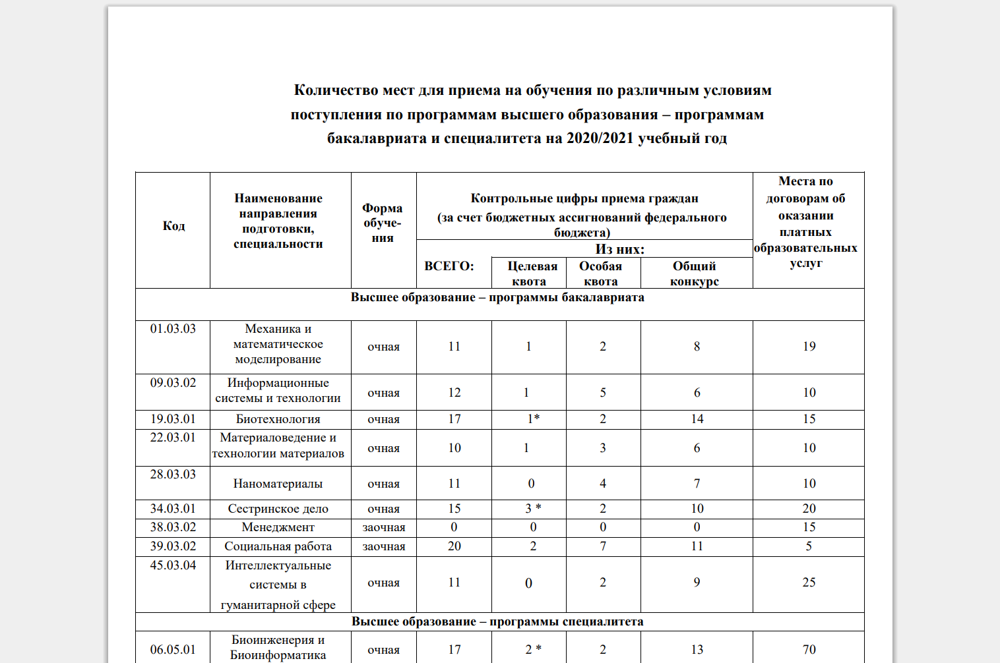 Количество мест для приема на обучения по различным условиям
поступления по программам высшего образования – программам
бакалавриата и специалитета на 2020/2021 учебный год
Код
Наименование
направления
подготовки,
специальности
Форма
обуче-
ния
Контрольные цифры приема граждан
(за счет бюджетных ассигнований федерального
бюджета)
ВСЕГО:
Из них:
Целевая
квота
Особая
квота
Общий
конкурс
Места по
договорам об
оказании
платных
образовательных
услуг
Высшее образование – программы бакалавриата
01.03.03
Механика и
математическое
моделирование
очная
11
1
2
8
19
09.03.02
Информационные
системы и технологии
очная
12
1
5
6
10
19.03.01
Биотехнология
очная
17
1*
2
14
15
22.03.01
Материаловедение и
технологии материалов
очная
10
1
3
6
10
28.03.03
Наноматериалы
очная
11
0
4
7
10
34.03.01
Сестринское дело
очная
15
3 *
2
10
20
38.03.02
Менеджмент
заочная
0
0
0
0
15
39.03.02
Социальная работа
заочная
20
2
7
11
5
45.03.04
Интеллектуальные
системы в
гуманитарной сфере
очная
11
0
2
9
25
Высшее образование – программы специалитета
06.05.01
Биоинженерия и
Биоинформатика
очная
17
2 *
2
13
70